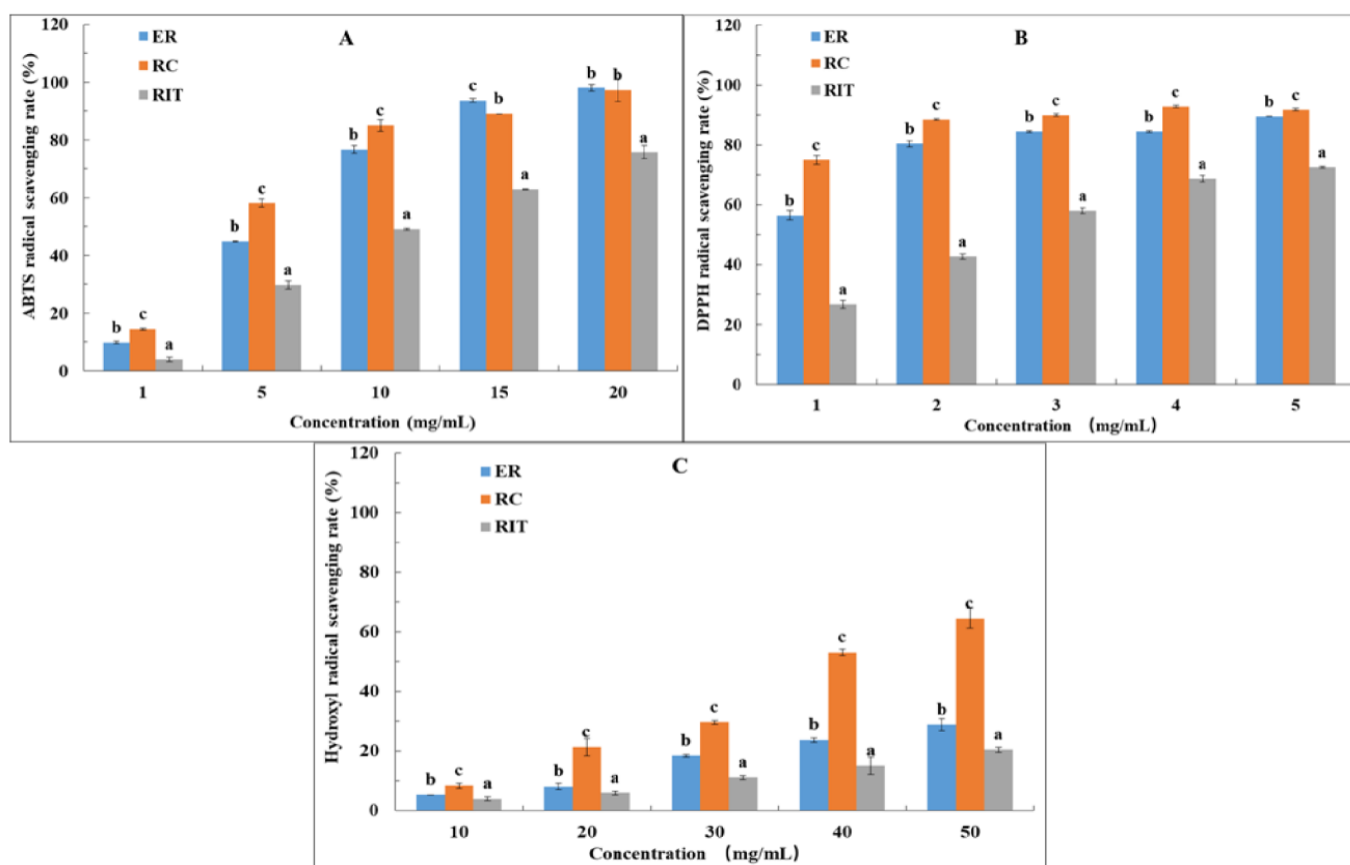 A
ER
RC
RIT
ABTS radical scavenging rate (%)
120
100
80
60
40
20
0
b c a
b c a
b c a
c b a
b b a
1 5 10 15 20
Concentration (mg/mL)
B
ER
RC
RIT
DPPH radical scavenging rate (%)
120
100
80
60
40
20
0
b c a
b c a
b c a
b c a
b c a
1 2 3 4 5
Concentration (mg/mL)
C
ER
RC
RIT
Hydroxyl radical scavenging rate (%)
120
100
80
60
40
20
0
b c a
b c a
b c a
b c a
b c a
10 20 30 40 50
Concentration (mg/mL)